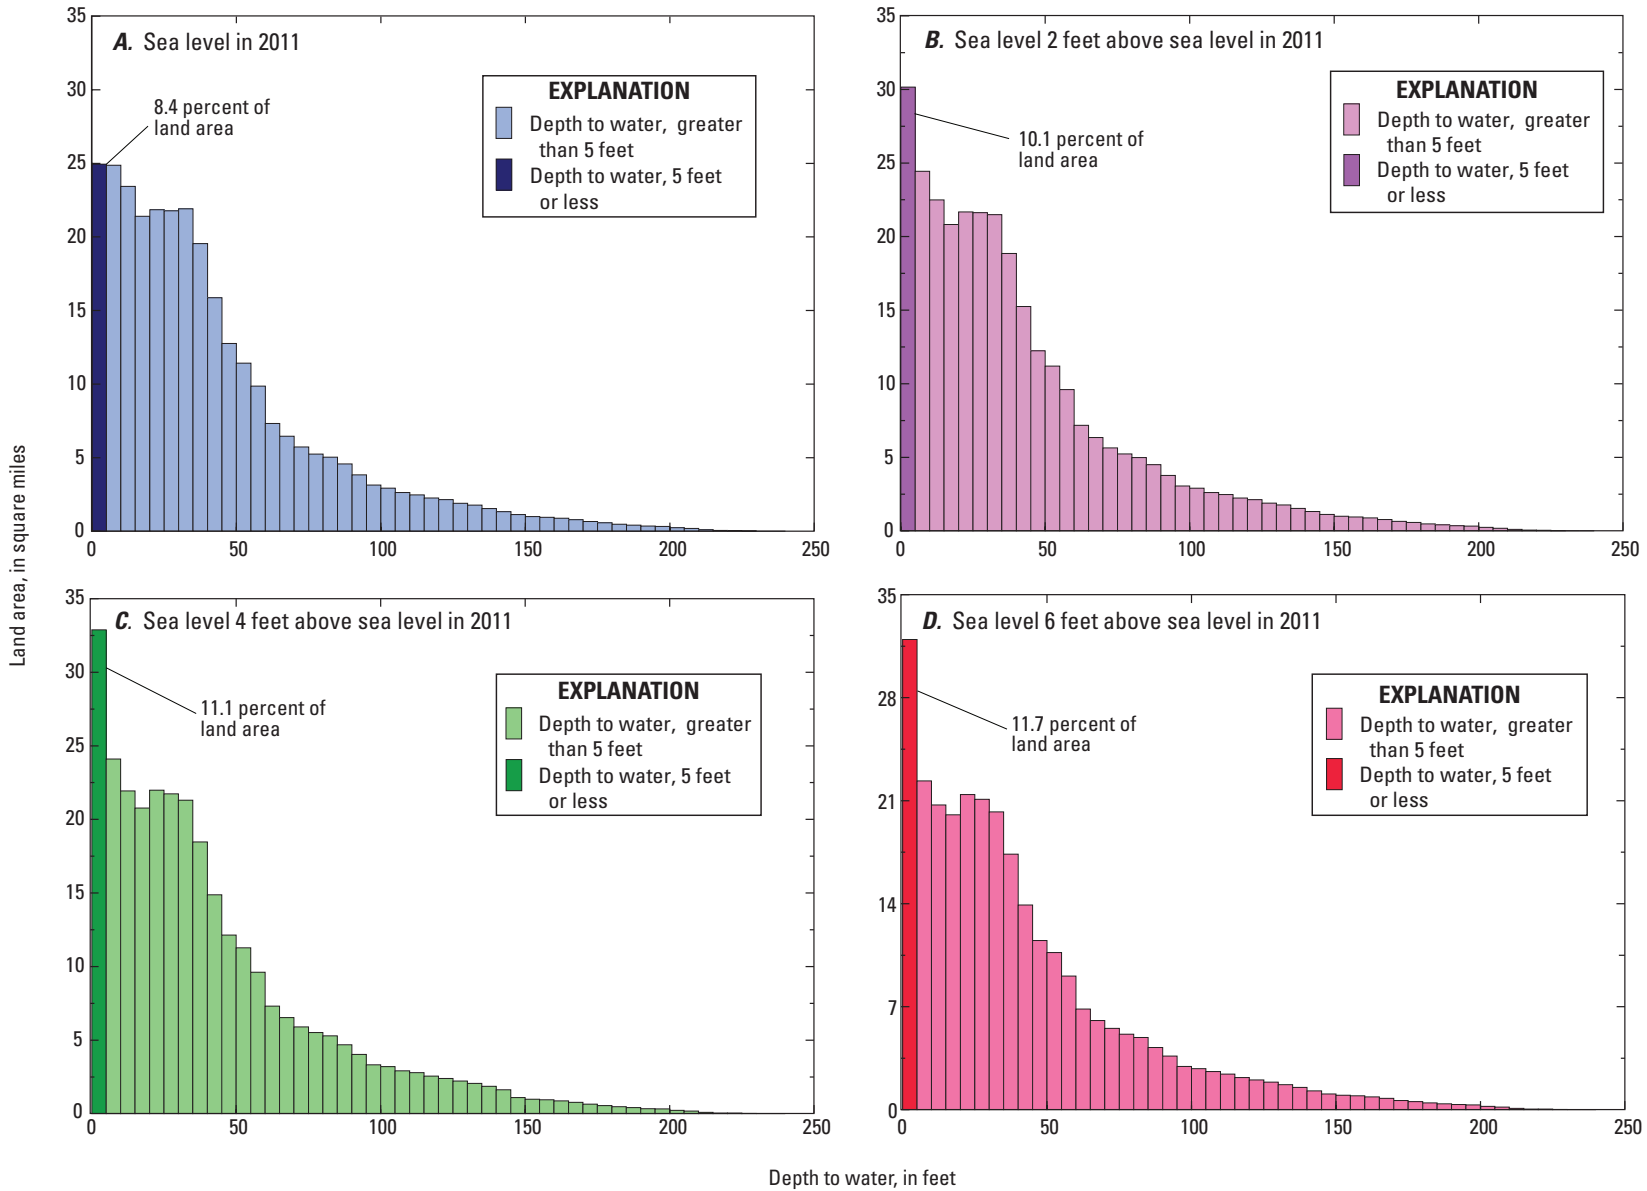 Land area, in square miles
A. Sea level in 2011
35
30
25
20
15
10
5
0
8.4 percent of
land area
EXPLANATION
Depth to water, greater
than 5 feet
Depth to water, 5 feet
or less
0 50 100 150 200 250
B. Sea level 2 feet above sea level in 2011
35
30
25
20
15
10
5
0
10.1 percent of
land area
EXPLANATION
Depth to water, greater
than 5 feet
Depth to water, 5 feet
or less
0 50 100 150 200 250
C. Sea level 4 feet above sea level in 2011
35
30
25
20
15
10
5
0
11.1 percent of
land area
EXPLANATION
Depth to water, greater
than 5 feet
Depth to water, 5 feet
or less
0 50 100 150 200 250
D. Sea level 6 feet above sea level in 2011
35
28
21
14
7
0
11.7 percent of
land area
EXPLANATION
Depth to water, greater
than 5 feet
Depth to water, 5 feet
or less
0 50 100 150 200 250
Depth to water, in feet